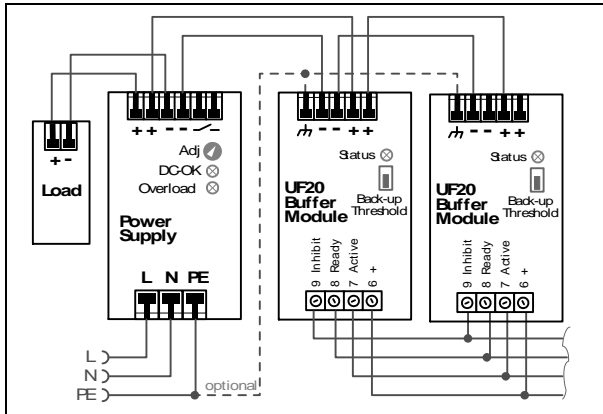 + -
Load
+ + - -
Adj
DC-OK
Overload
Power
Supply
L N PE
L
N
PE
optional
- - + +
Status
UF20
Buffer
Module
Back-up
Threshold
9 Inhibit
8 Ready
7 Active
6 +
- - + +
Status
UF20
Buffer
Module
Back-up
Threshold
9 Inhibit
8 Ready
7 Active
6 +